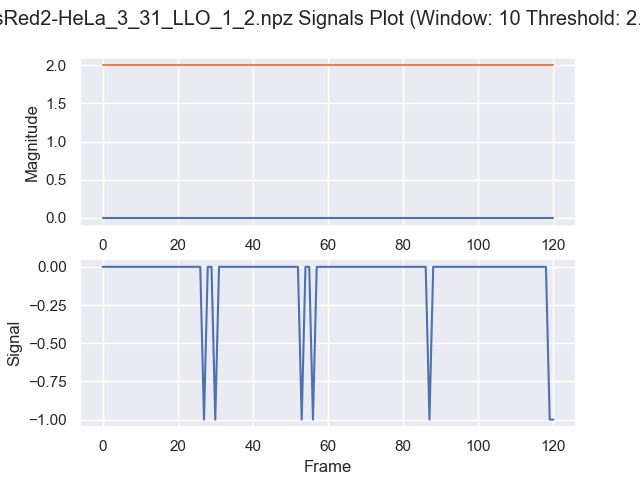 sRed2-HeLa_3_31_LLO_1_2.npz Signals Plot (Window: 10 Threshold: 2.
2.0
1.5
1.0
0.5
0.0
Magnitude
0 20 40 60 80 100 120
0.00
−0.25
−0.50
−0.75
−1.00
Signal
0 20 40 60 80 100 120
Frame